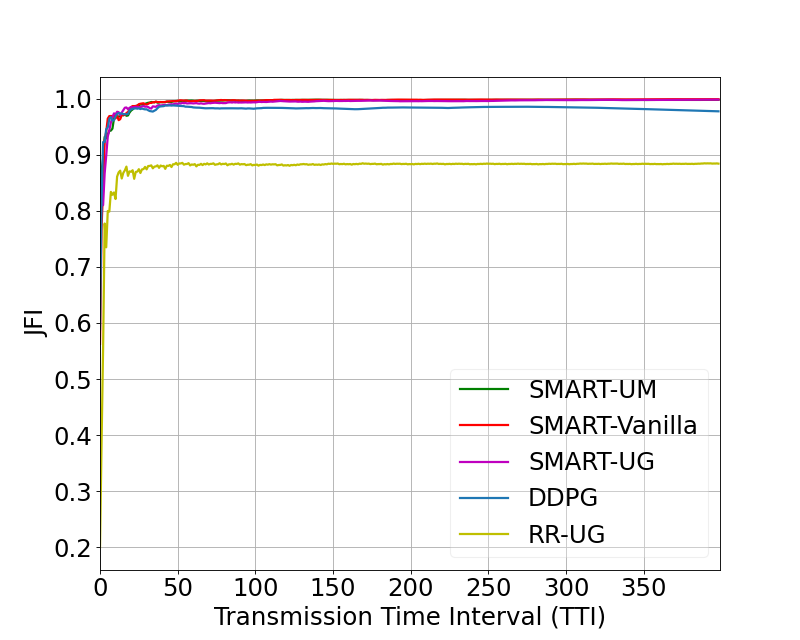 1.0
0.9
0.8
0.7
0.6
0.5
0.4
0.3
0.2
JFI
0 50 100 150 200 250 300 350
Transmission Time Interval (TTI)
SMART-UM
SMART-Vanilla
SMART-UG
DDPG
RR-UG